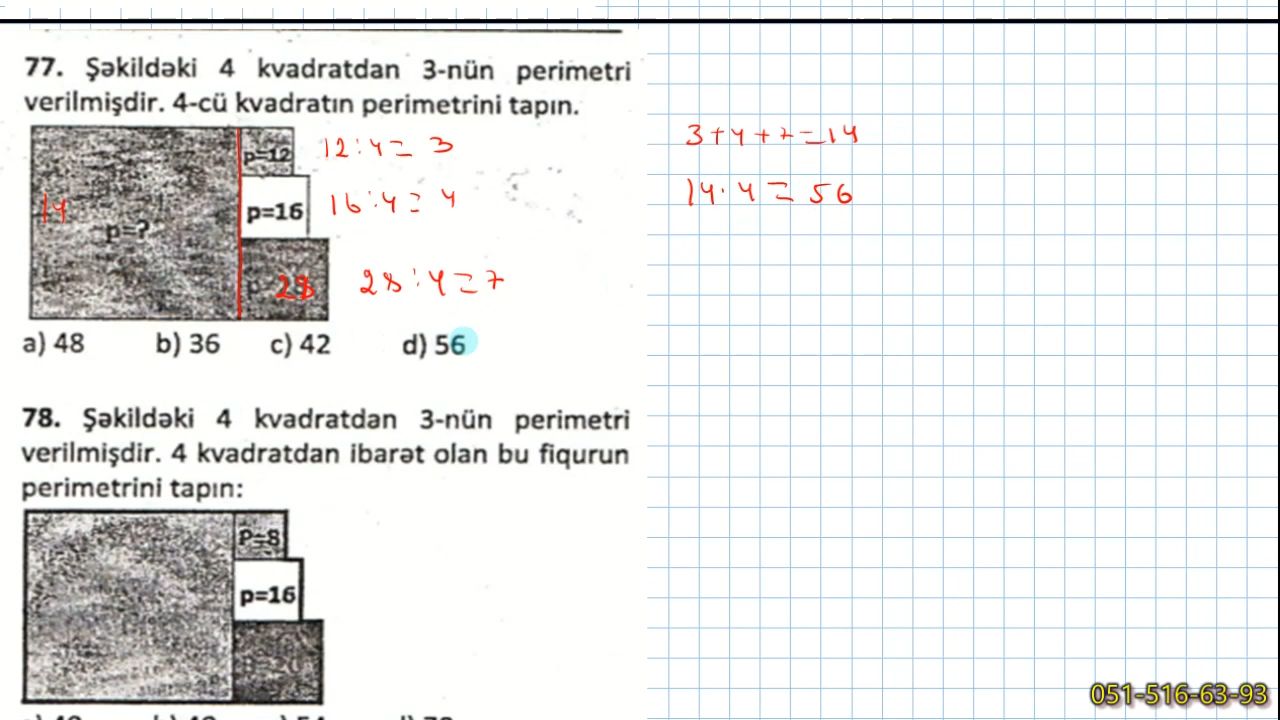 77. Şəkildəki 4 kvadratdan 3-nün perimetri
verilmişdir. 4-cü kvadratın perimetrini tapın.
p=12
p=16
14
p=?
28
12:4=3
16:4=4
28:4=7
3+4+7=14
14·4=56
a) 48 b) 36 c) 42 d) 56
78. Şəkildəki 4 kvadratdan 3-nün perimetri
verilmişdir. 4 kvadratdan ibarət olan bu fiqurun
perimetrini tapın:
P=8
p=16
051-516-63-93